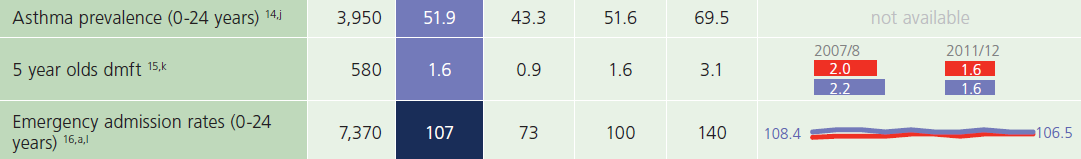 Asthma prevalence (0-24 years) 14,j 3,950 51.9 43.3 51.6 69.5 not available
2007/8 2011/12
5 year olds dmft 15,k 580 1.6 0.9 1.6 3.1 2.0 1.6
2.2 1.6
Emergency admission rates (0-24
years) 16,a,l 7,370 107 73 100 140 108.4 106.5